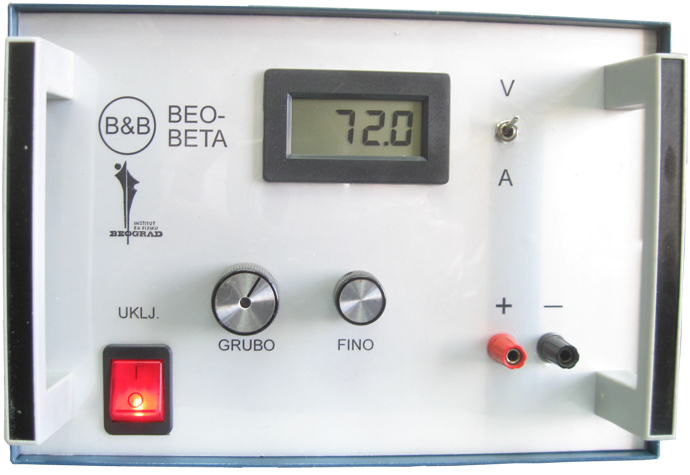 B&B
BEO-
BETA
INSTITUT
ZA FIZIKU
BEOGRAD
72.0
V
A
UKLJ.
GRUBO
FINO
+ −
I
O